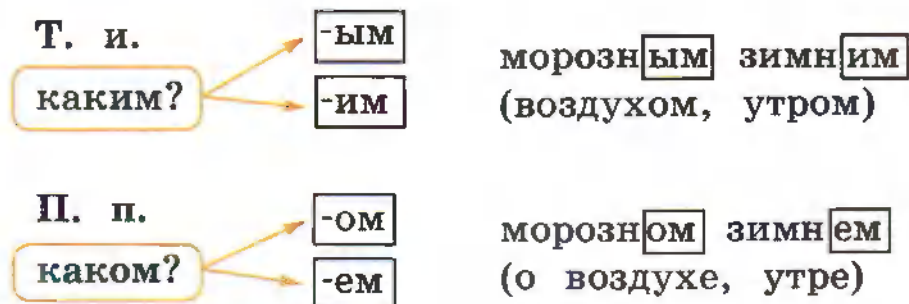 Т. и.
каким?
-ым
-им
морозным зимним
(воздухом, утром)
П. п.
каком?
-ом
-ем
морозном зимнем
(о воздухе, утре)